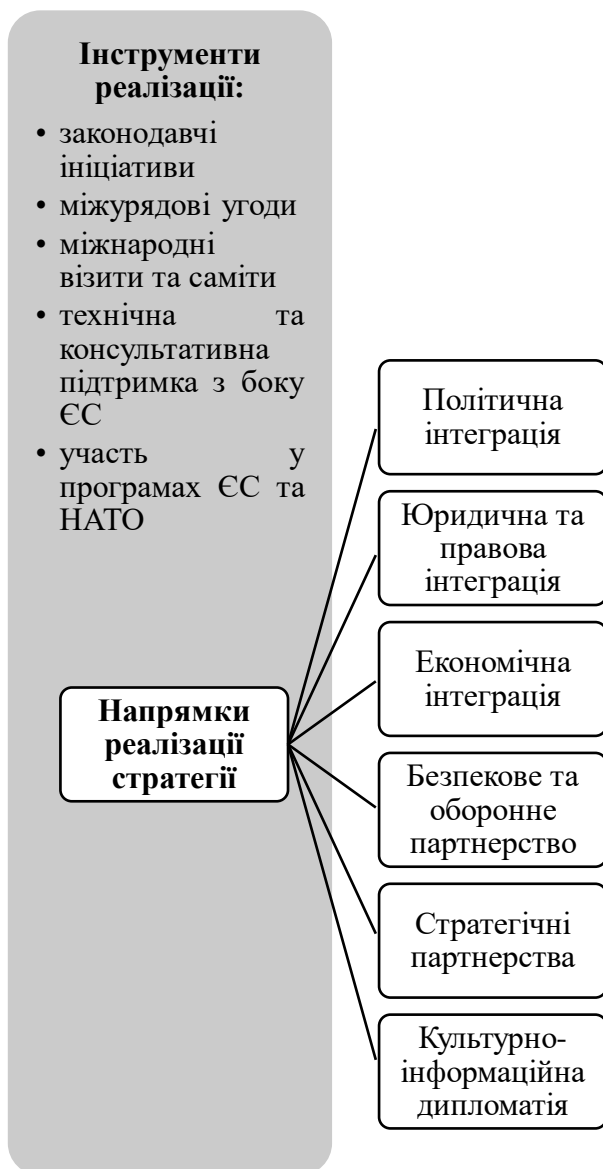 Інструменти
реалізації:
• законодавчі
ініціативи
• міжурядові угоди
• міжнародні
візити та саміти
• технічна та
консультативна
підтримка з боку
ЄС
• участь у
програмах ЄС та
НАТО
Напрямки
реалізації
стратегії
Політична
інтеграція
Юридична та
правова
інтеграція
Економічна
інтеграція
Безпекове та
оборонне
партнерство
Стратегічні
партнерства
Культурно-
інформаційна
дипломатія